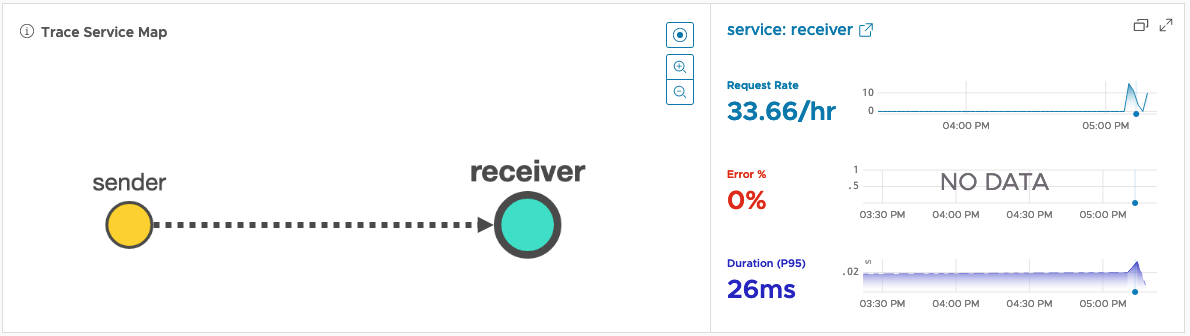 Trace Service Map
sender
receiver
service: receiver
Request Rate
33.66/hr
10
0
04:00 PM
05:00 PM
Error %
0%
1
.5
NO DATA
03:30 PM
04:00 PM
04:30 PM
05:00 PM
Duration (P95)
26ms
s
.02
03:30 PM
04:00 PM
04:30 PM
05:00 PM